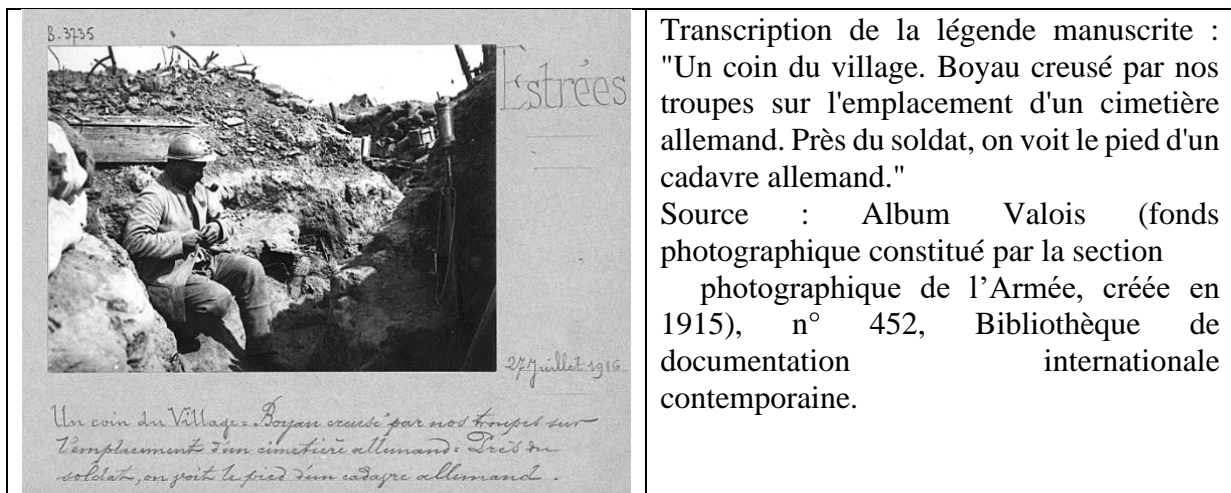 B.3735
Estrées
27 Juillet 1916
Un coin du Village = Boyau creusé par nos troupes sur
l'emplacement d'un cimetière allemand = Près du
soldat, on voit le pied d'un cadavre allemand.
Transcription de la légende manuscrite :
"Un coin du village. Boyau creusé par nos
troupes sur l'emplacement d'un cimetière
allemand. Près du soldat, on voit le pied d'un
cadavre allemand."
Source : Album Valois (fonds
photographique constitué par la section
photographique de l’Armée, créée en
1915), n° 452, Bibliothèque de
documentation internationale
contemporaine.